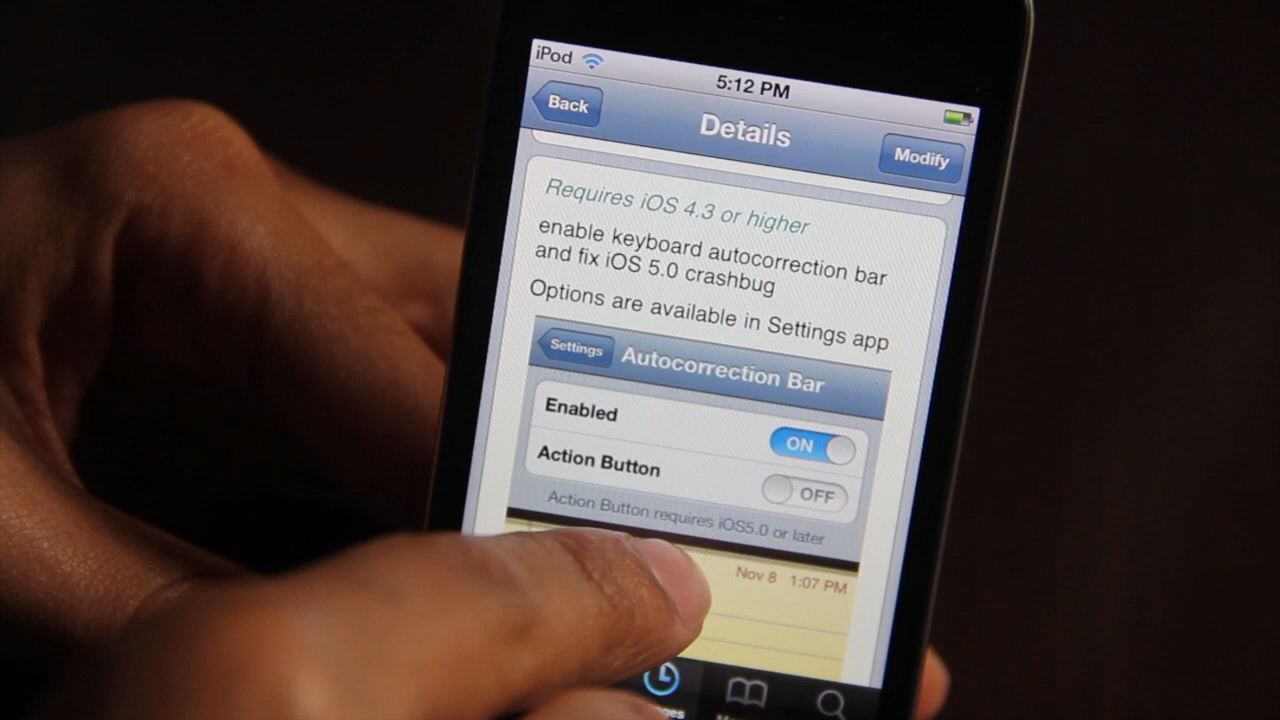 iPod
5:12 PM
Back
Details
Modify
Requires iOS 4.3 or higher
enable keyboard autocorrection bar
and fix iOS 5.0 crashbug
Options are available in Settings app
Settings
Autocorrection Bar
Enabled
ON
Action Button
OFF
Action Button requires iOS5.0 or later
Nov 8 1:07 PM